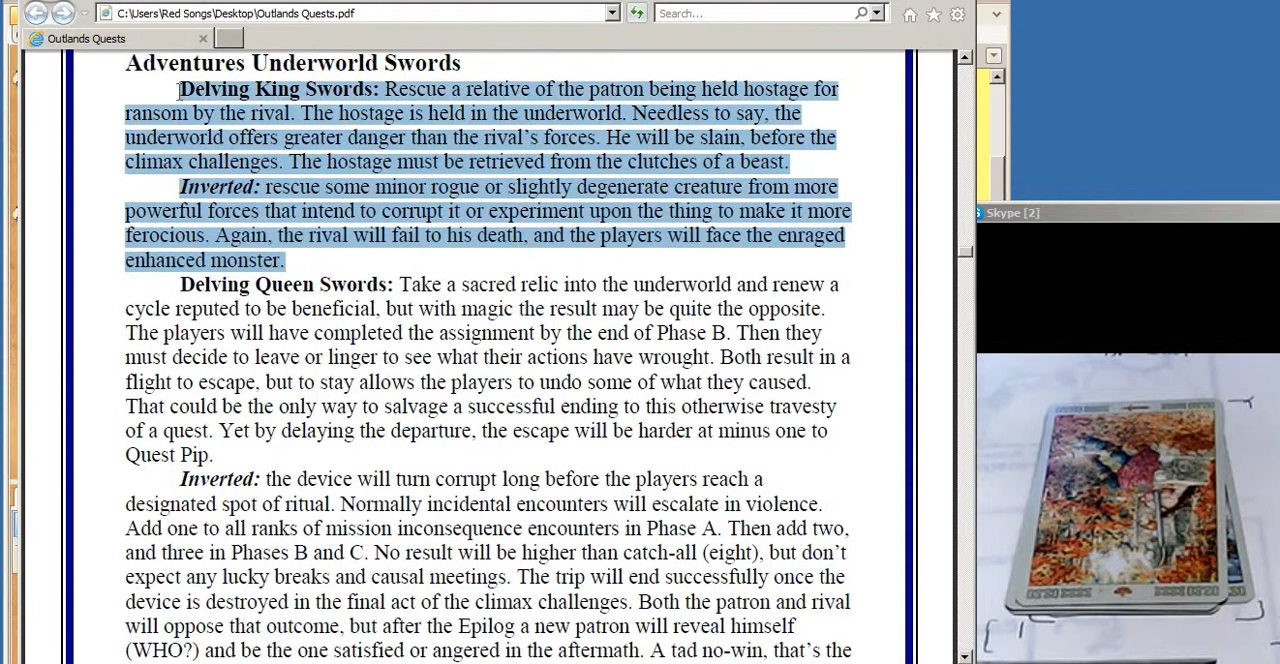 C:\Users\Red Songs\Desktop\Outlands Quests.pdf
Search...
Outlands Quests
Adventures Underworld Swords
Delving King Swords: Rescue a relative of the patron being held hostage for
ransom by the rival. The hostage is held in the underworld. Needless to say, the
underworld offers greater danger than the rival’s forces. He will be slain, before the
climax challenges. The hostage must be retrieved from the clutches of a beast.
Inverted: rescue some minor rogue or slightly degenerate creature from more
powerful forces that intend to corrupt it or experiment upon the thing to make it more
ferocious. Again, the rival will fail to his death, and the players will face the enraged
enhanced monster.
Delving Queen Swords: Take a sacred relic into the underworld and renew a
cycle reputed to be beneficial, but with magic the result may be quite the opposite.
The players will have completed the assignment by the end of Phase B. Then they
must decide to leave or linger to see what their actions have wrought. Both result in a
flight to escape, but to stay allows the players to undo some of what they caused.
That could be the only way to salvage a successful ending to this otherwise travesty
of a quest. Yet by delaying the departure, the escape will be harder at minus one to
Quest Pip.
Inverted: the device will turn corrupt long before the players reach a
designated spot of ritual. Normally incidental encounters will escalate in violence.
Add one to all ranks of mission inconsequence encounters in Phase A. Then add two,
and three in Phases B and C. No result will be higher than catch-all (eight), but don’t
expect any lucky breaks and causal meetings. The trip will end successfully once the
device is destroyed in the final act of the climax challenges. Both the patron and rival
will oppose that outcome, but after the Epilog a new patron will reveal himself
(WHO?) and be the one satisfied or angered in the aftermath. A tad no-win, that’s the
Skype [2]